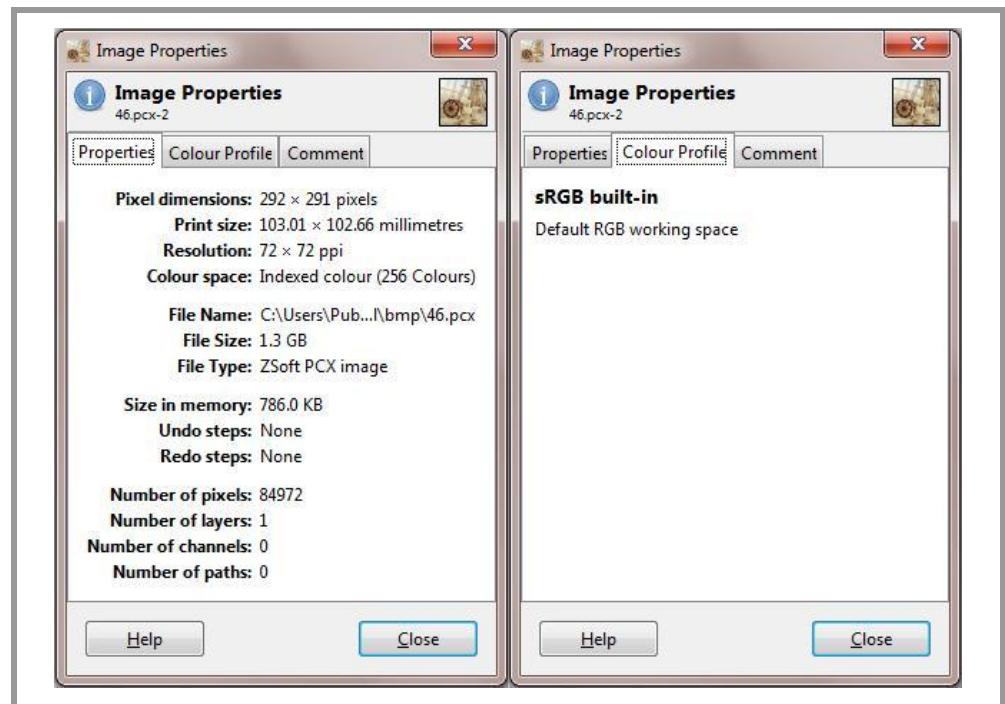 Image Properties
Image Properties
46.pcx-2
Properties Colour Profile Comment
Pixel dimensions: 292 × 291 pixels
Print size: 103.01 × 102.66 millimetres
Resolution: 72 × 72 ppi
Colour space: Indexed colour (256 Colours)
File Name: C:\Users\Pub...l\bmp\46.pcx
File Size: 1.3 GB
File Type: ZSoft PCX image
Size in memory: 786.0 KB
Undo steps: None
Redo steps: None
Number of pixels: 84972
Number of layers: 1
Number of channels: 0
Number of paths: 0
Help Close
Image Properties
Image Properties
46.pcx-2
Properties Colour Profile Comment
sRGB built-in
Default RGB working space
Help Close